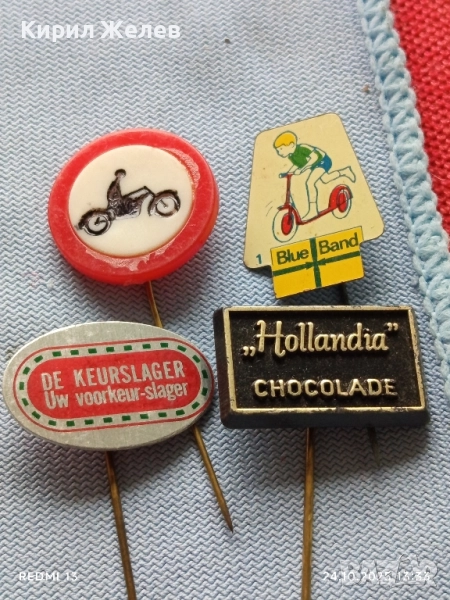 Кирил Желев
1
Blue Band
DE KEURSLAGER
Uw voorkeur-slager
„Hollandia"
CHOCOLADE
REDMI 13